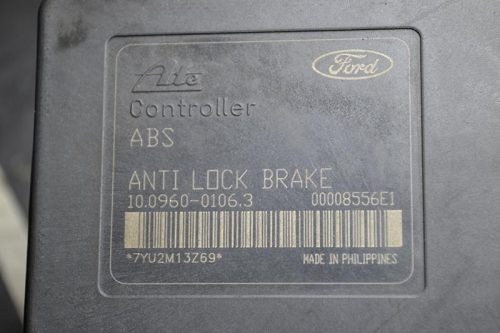 Ate Ford
Controller
ABS
ANTI LOCK BRAKE
10.0960-0106.3 00008556E1
*7YU2M13Z69* MADE IN PHILIPPINES